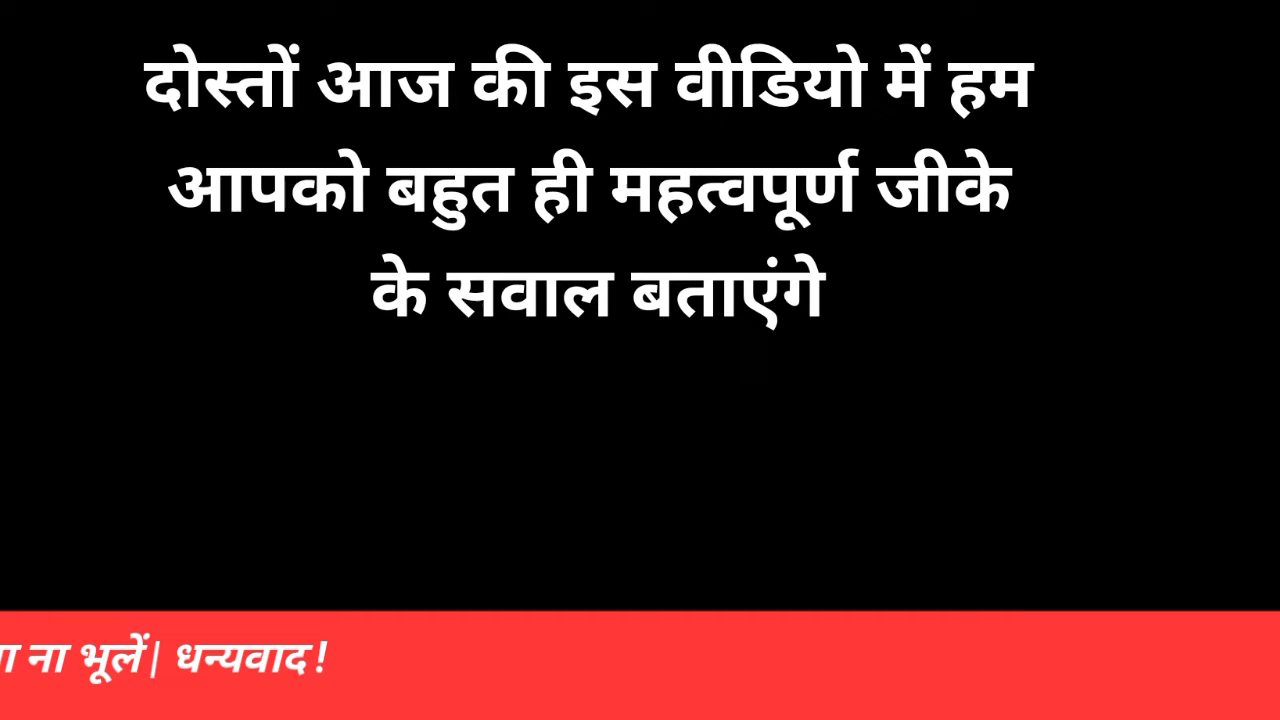 दोस्तों आज की इस वीडियो में हम
आपको बहुत ही महत्वपूर्ण जीके
के सवाल बताएंगे
ना भूलें| धन्यवाद!